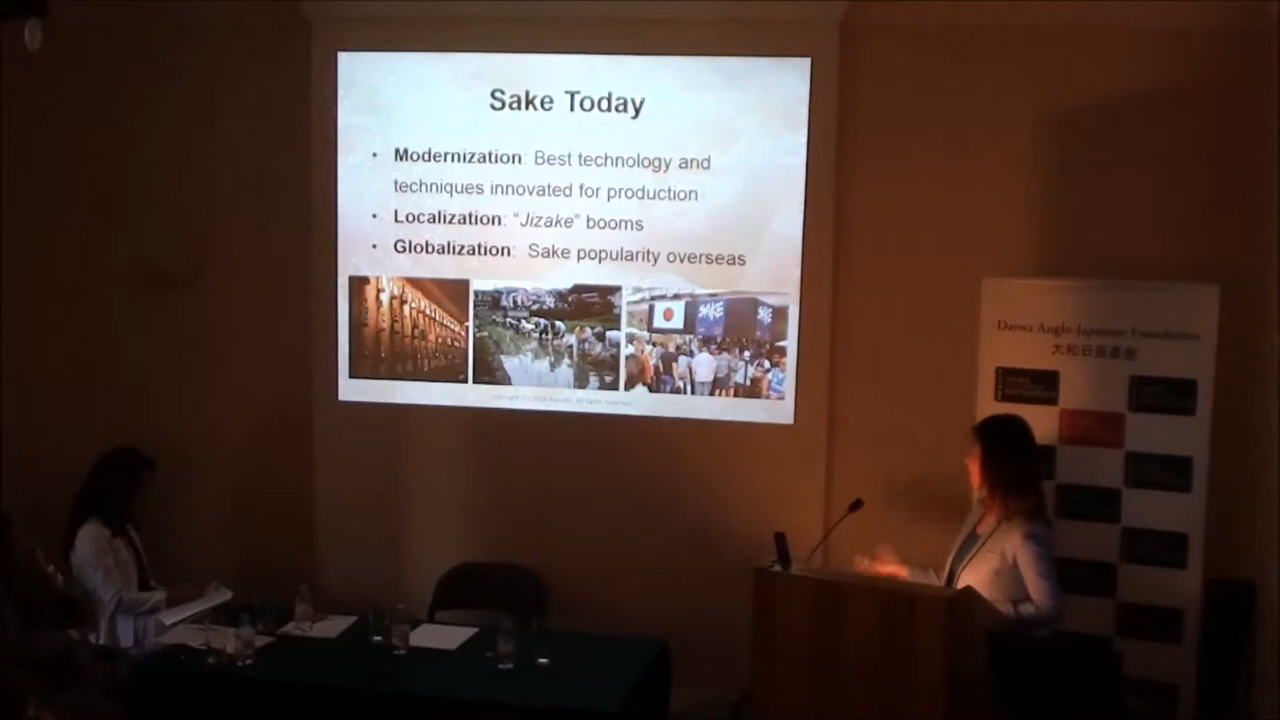 Sake Today
• Modernization: Best technology and
techniques innovated for production
• Localization: “Jizake” booms
• Globalization: Sake popularity overseas
SAKE
Daiwa Anglo-Japanese Foundation
大和日英基金